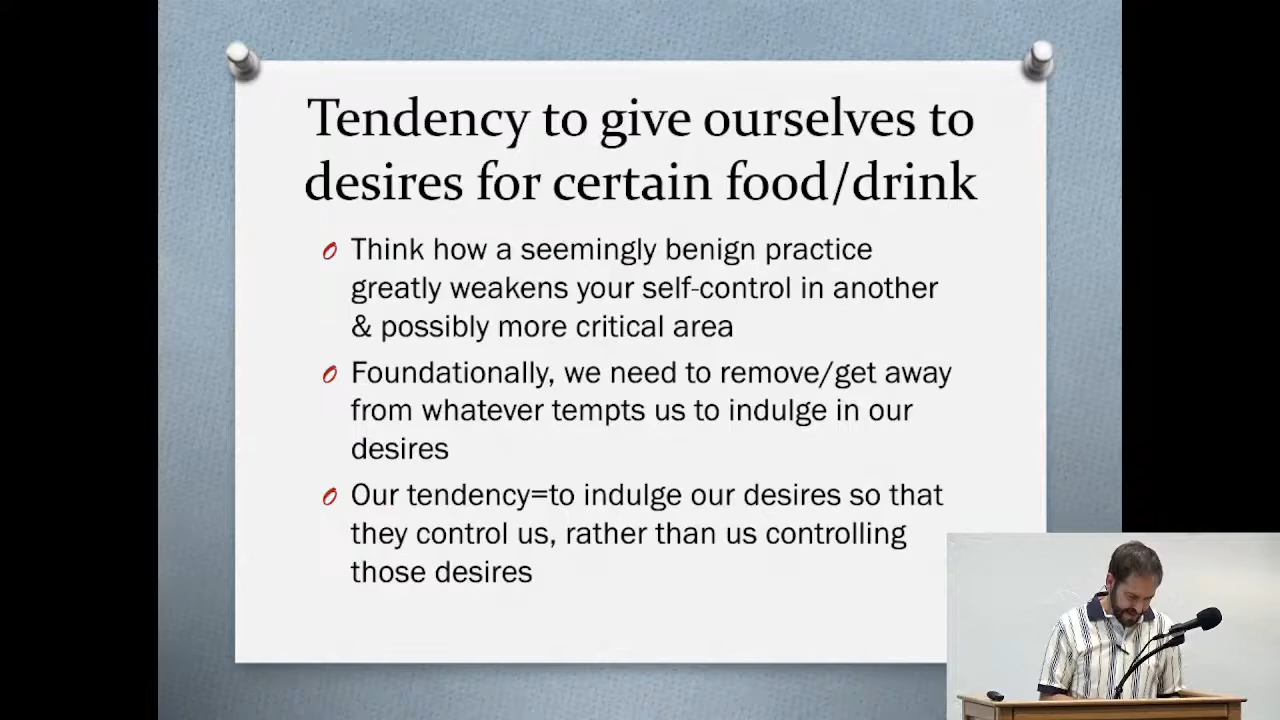 Tendency to give ourselves to
desires for certain food/drink
Think how a seemingly benign practice
greatly weakens your self-control in another
& possibly more critical area
Foundationally, we need to remove/get away
from whatever tempts us to indulge in our
desires
Our tendency=to indulge our desires so that
they control us, rather than us controlling
those desires